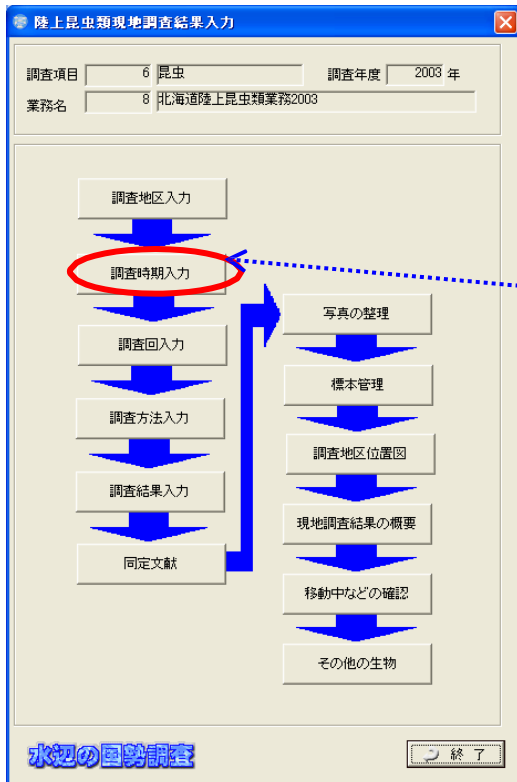 陸上昆虫類現地調査結果入力
調査項目 6 昆虫 調査年度 2003 年
業務名 8 北海道陸上昆虫類業務2003
調査地区入力
調査時期入力
調査回入力
調査方法入力
調査結果入力
同定文献
写真の整理
標本管理
調査地区位置図
現地調査結果の概要
移動中などの確認
その他の生物
水辺の国勢調査
終 了